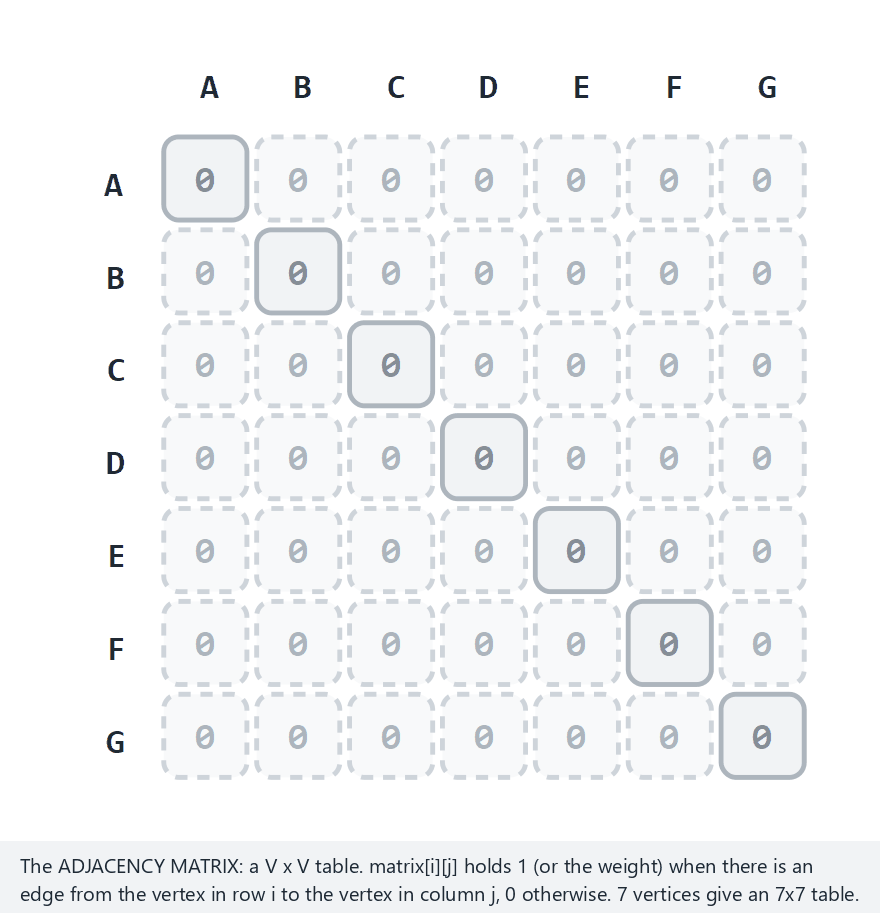 A B C D E F G
A 0 0 0 0 0 0 0
B 0 0 0 0 0 0 0
C 0 0 0 0 0 0 0
D 0 0 0 0 0 0 0
E 0 0 0 0 0 0 0
F 0 0 0 0 0 0 0
G 0 0 0 0 0 0 0
The ADJACENCY MATRIX: a V x V table. matrix[i][j] holds 1 (or the weight) when there is an
edge from the vertex in row i to the vertex in column j, 0 otherwise. 7 vertices give an 7x7 table.